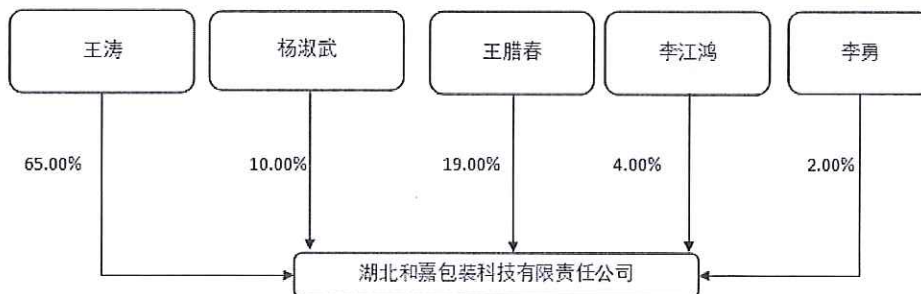 王涛
杨淑武
王腊春
李江鸿
李勇
65.00%
10.00%
19.00%
4.00%
2.00%
湖北和嘉包装科技有限责任公司